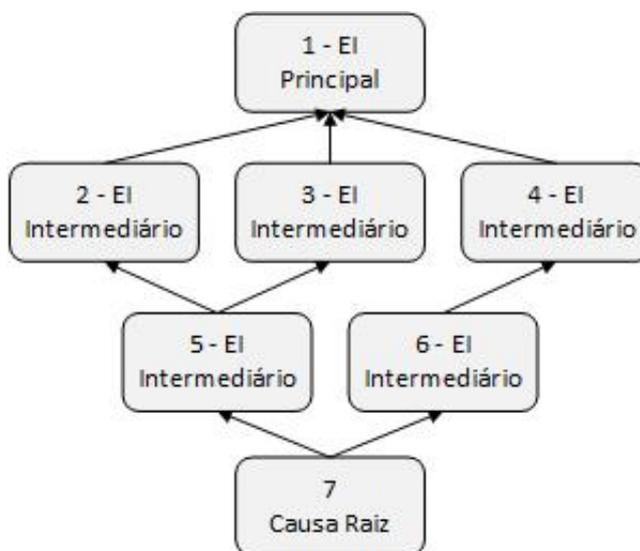 1 - EI
Principal
2 - EI
Intermediário
3 - EI
Intermediário
4 - EI
Intermediário
5 - EI
Intermediário
6 - EI
Intermediário
7
Causa Raiz